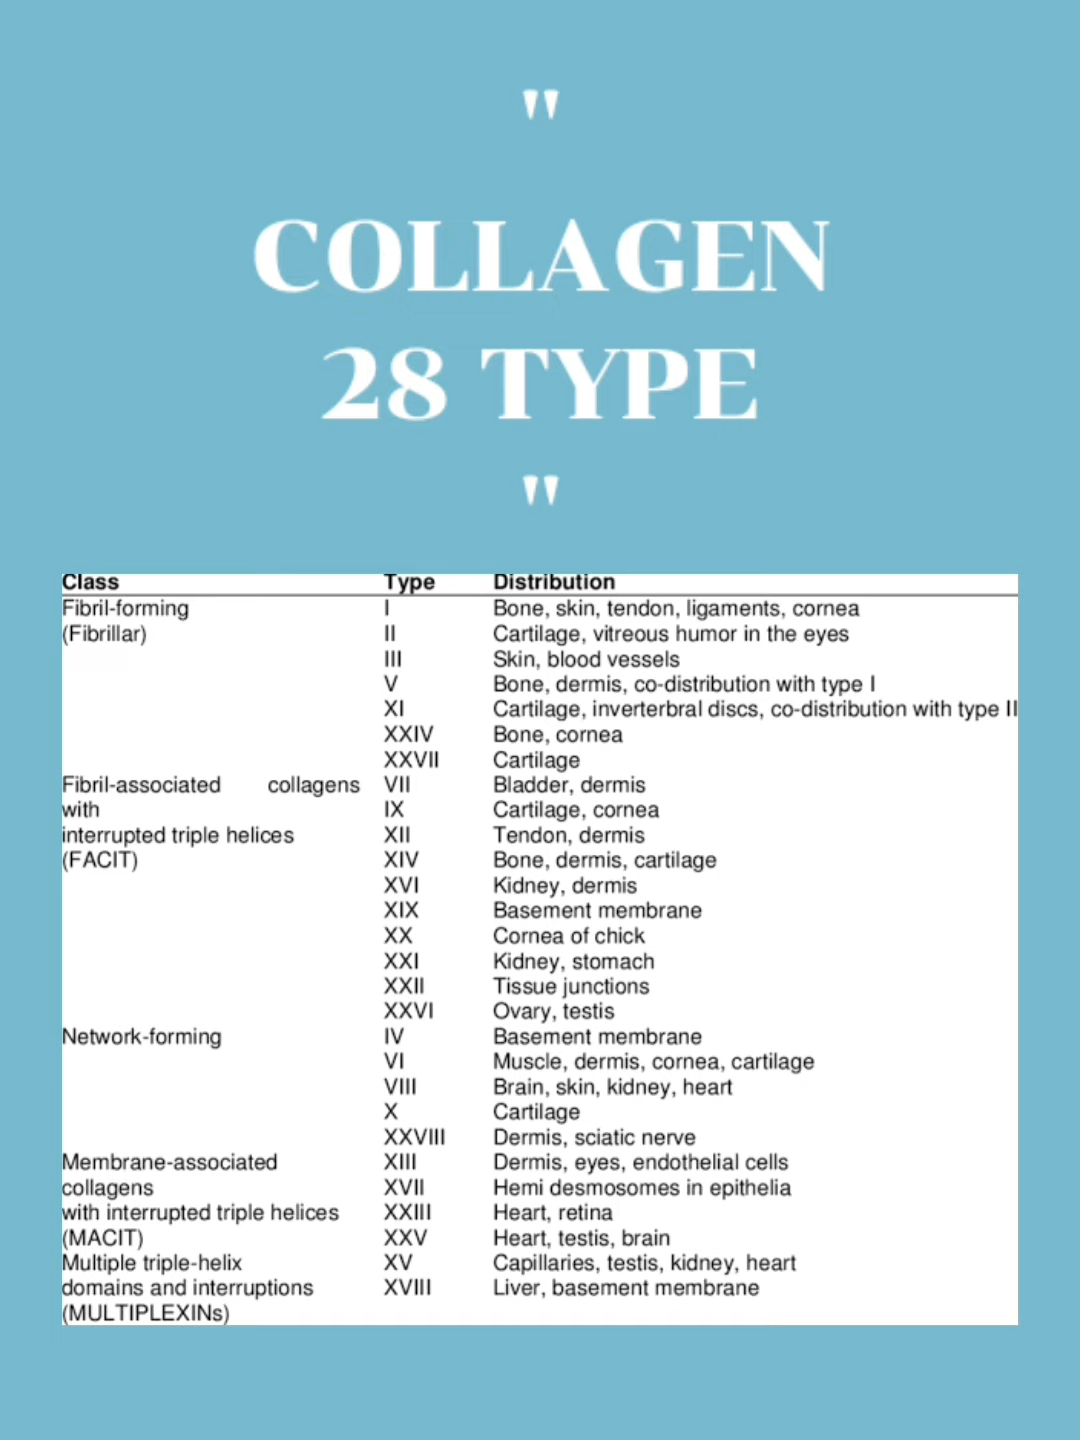 "
COLLAGEN
28 TYPE
"
Class Type Distribution
Fibril-forming I Bone, skin, tendon, ligaments, cornea
(Fibrillar) II Cartilage, vitreous humor in the eyes
III Skin, blood vessels
V Bone, dermis, co-distribution with type I
XI Cartilage, inverterbral discs, co-distribution with type II
XXIV Bone, cornea
XXVII Cartilage
Fibril-associated collagens VII Bladder, dermis
with IX Cartilage, cornea
interrupted triple helices XII Tendon, dermis
(FACIT) XIV Bone, dermis, cartilage
XVI Kidney, dermis
XIX Basement membrane
XX Cornea of chick
XXI Kidney, stomach
XXII Tissue junctions
XXVI Ovary, testis
Network-forming IV Basement membrane
VI Muscle, dermis, cornea, cartilage
VIII Brain, skin, kidney, heart
X Cartilage
XXVIII Dermis, sciatic nerve
Membrane-associated XIII Dermis, eyes, endothelial cells
collagens XVII Hemi desmosomes in epithelia
with interrupted triple helices XXIII Heart, retina
(MACIT) XXV Heart, testis, brain
Multiple triple-helix XV Capillaries, testis, kidney, heart
domains and interruptions XVIII Liver, basement membrane
(MULTIPLEXINs)